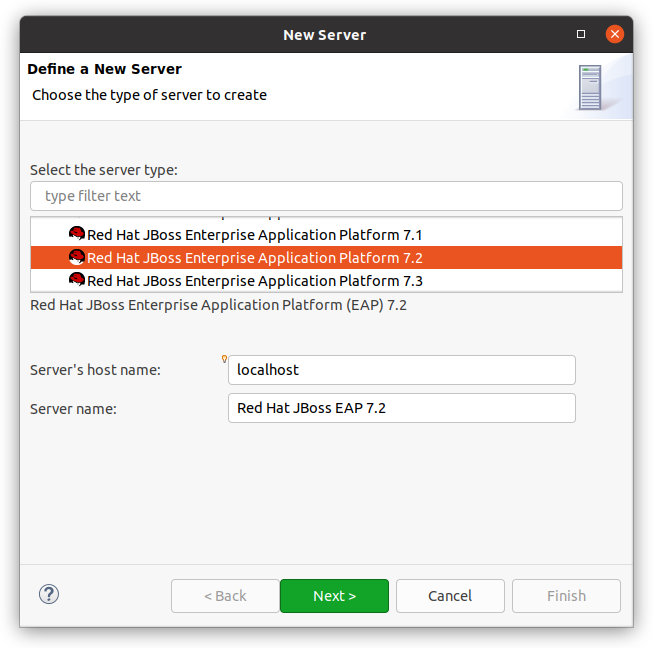 New Server
Define a New Server
Choose the type of server to create
Select the server type:
type filter text
Red Hat JBoss Enterprise Application Platform 7.1
Red Hat JBoss Enterprise Application Platform 7.2
Red Hat JBoss Enterprise Application Platform 7.3
Red Hat JBoss Enterprise Application Platform (EAP) 7.2
Server's host name: localhost
Server name: Red Hat JBoss EAP 7.2
? < Back Next > Cancel Finish